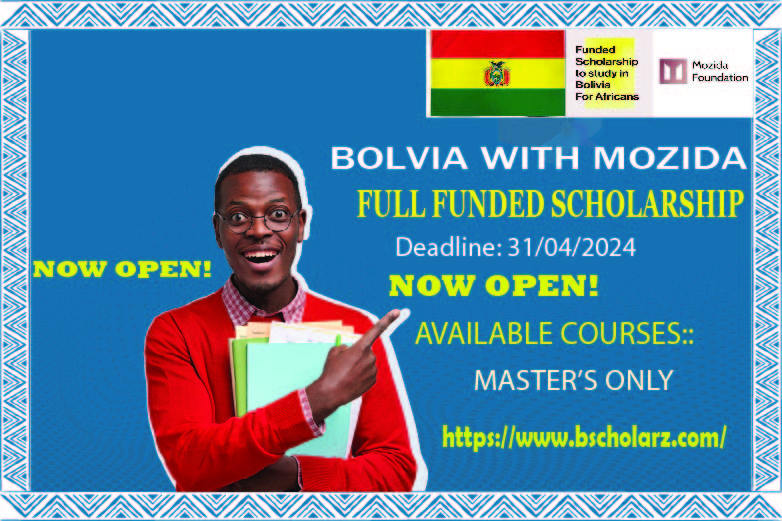 Funded
Scholarship
to study in
Bolivia
For Africans
Mozida
Foundation
BOLVIA WITH MOZIDA
FULL FUNDED SCHOLARSHIP
Deadline: 31/04/2024
NOW OPEN!
NOW OPEN!
AVAILABLE COURSES::
MASTER'S ONLY
https://www.bscholarz.com/